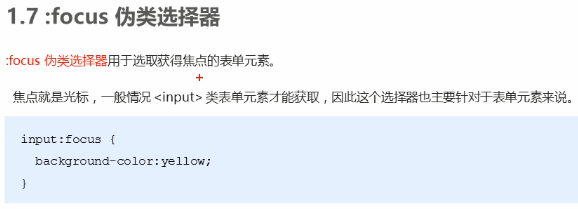 1.7 :focus 伪类选择器
:focus 伪类选择器用于选取获得焦点的表单元素。
焦点就是光标，一般情况 <input> 类表单元素才能获取，因此这个选择器也主要针对于表单元素来说。
input:focus {
  background-color:yellow;
}